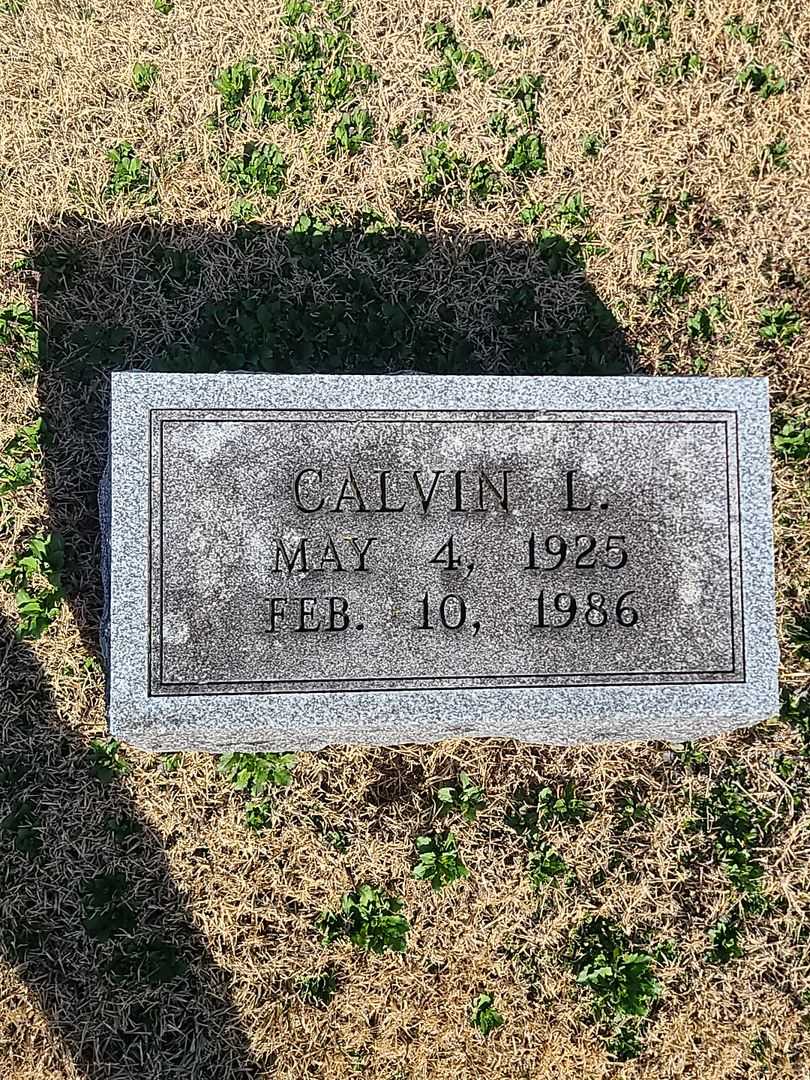 CALVIN L.
MAY 4, 1925
FEB. 10, 1986